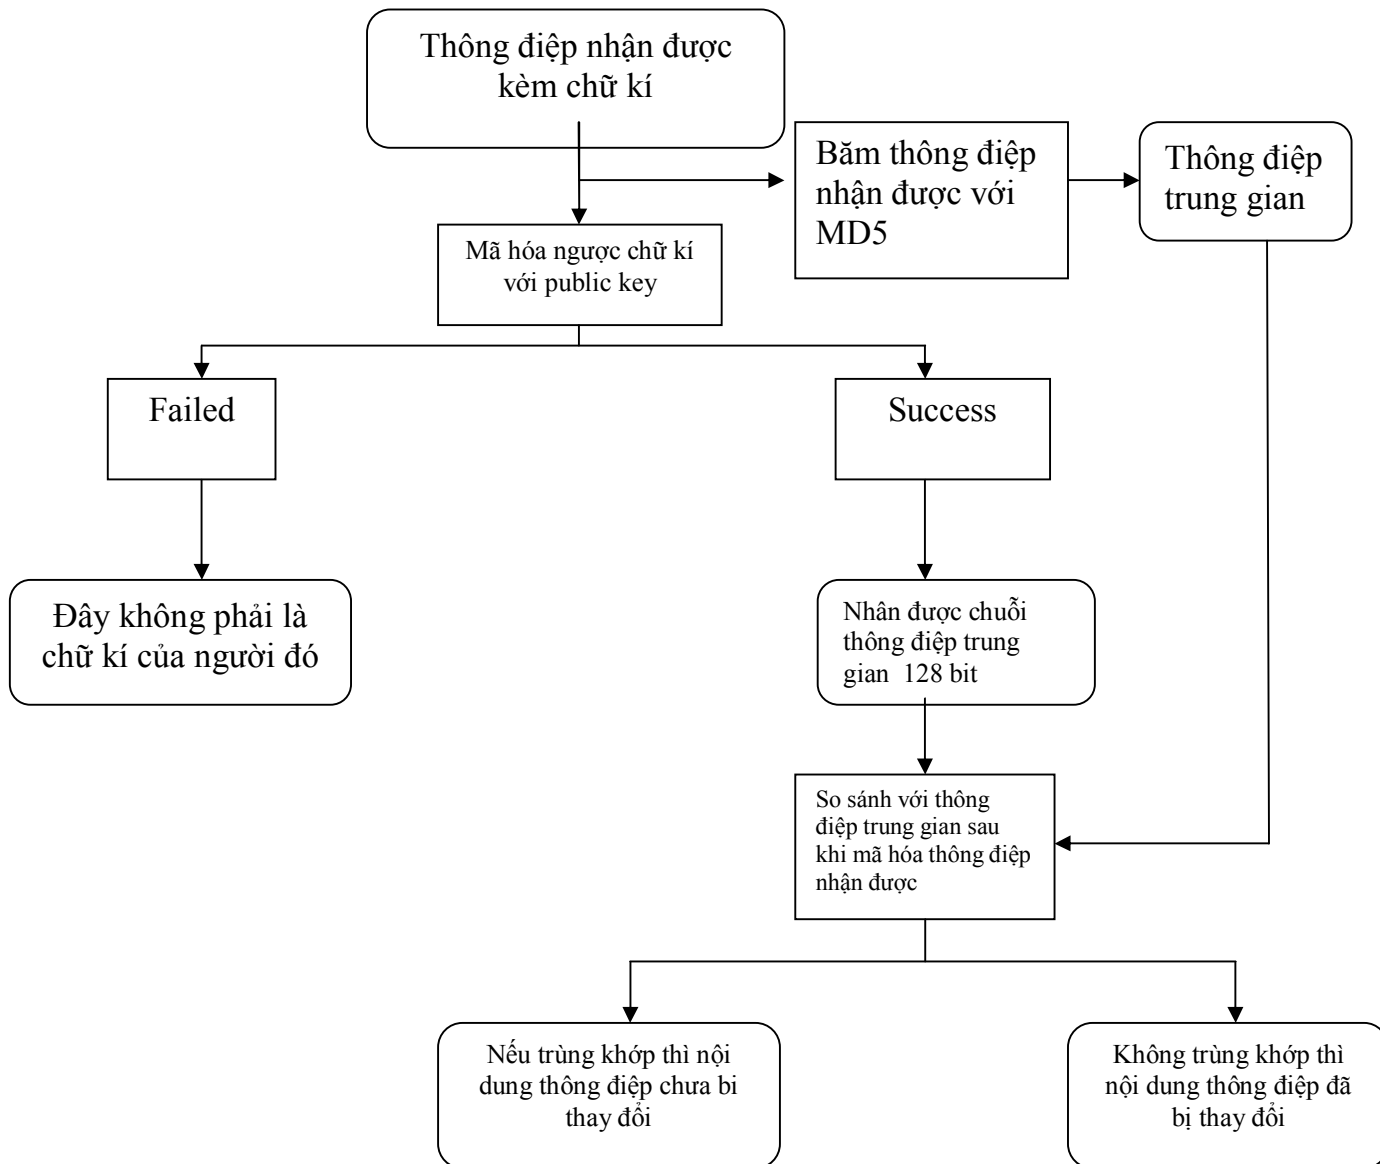 Thông điệp nhận được
kèm chữ kí
Băm thông điệp
nhận được với
MD5
Thông điệp
trung gian
Mã hóa ngược chữ kí
với public key
Failed
Success
Đây không phải là
chữ kí của người đó
Nhân được chuỗi
thông điệp trung
gian 128 bit
So sánh với thông
điệp trung gian sau
khi mã hóa thông điệp
nhận được
Nếu trùng khớp thì nội
dung thông điệp chưa bi
thay đổi
Không trùng khớp thì
nội dung thông điệp đã
bị thay đổi